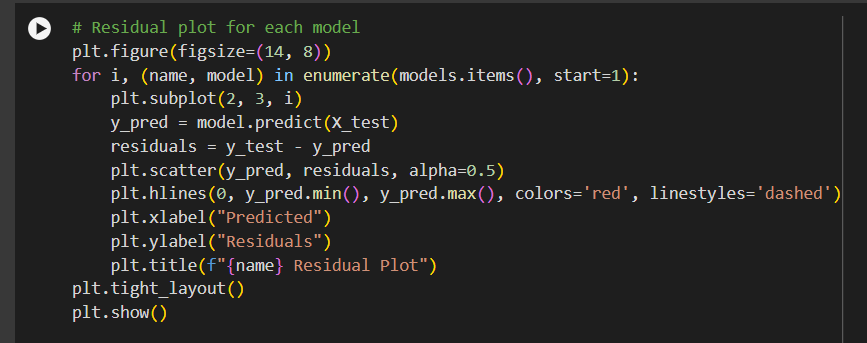 # Residual plot for each model
plt.figure(figsize=(14, 8))
for i, (name, model) in enumerate(models.items(), start=1):
    plt.subplot(2, 3, i)
    y_pred = model.predict(X_test)
    residuals = y_test - y_pred
    plt.scatter(y_pred, residuals, alpha=0.5)
    plt.hlines(0, y_pred.min(), y_pred.max(), colors='red', linestyles='dashed')
    plt.xlabel("Predicted")
    plt.ylabel("Residuals")
    plt.title(f"{name} Residual Plot")
plt.tight_layout()
plt.show()